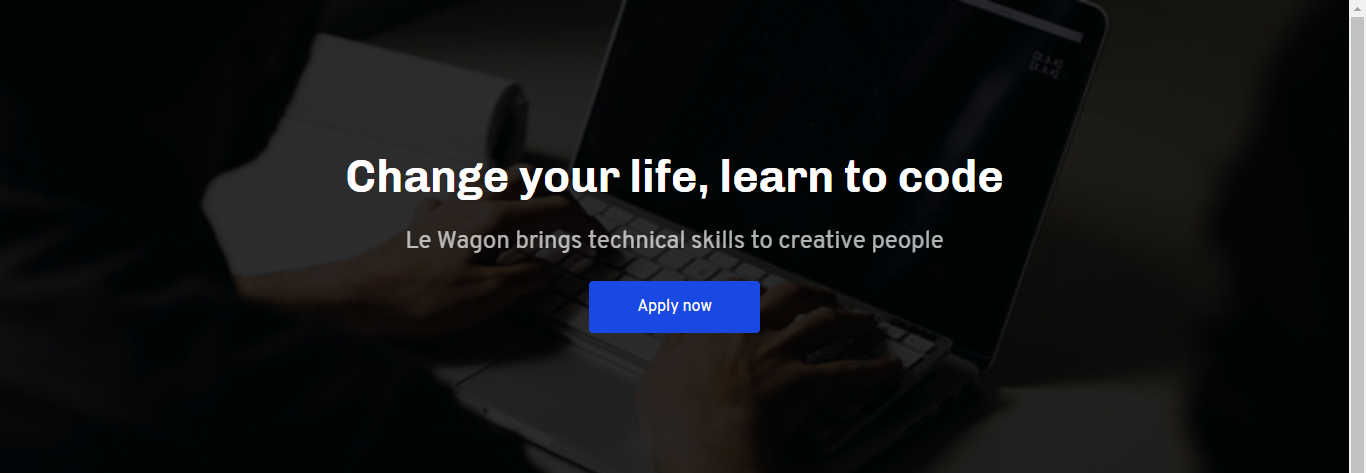 Change your life, learn to code
Le Wagon brings technical skills to creative people
Apply now